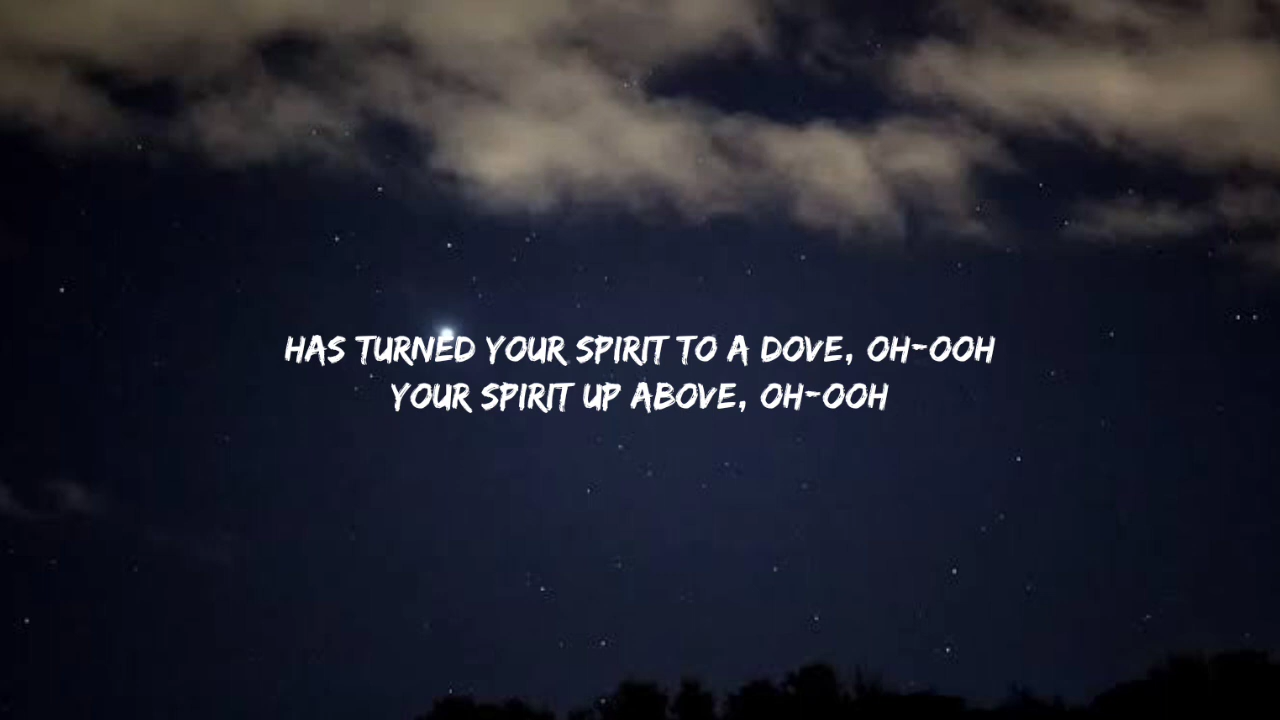 HAS TURNED YOUR SPIRIT TO A DOVE, OH-OOH
YOUR SPIRIT UP ABOVE, OH-OOH